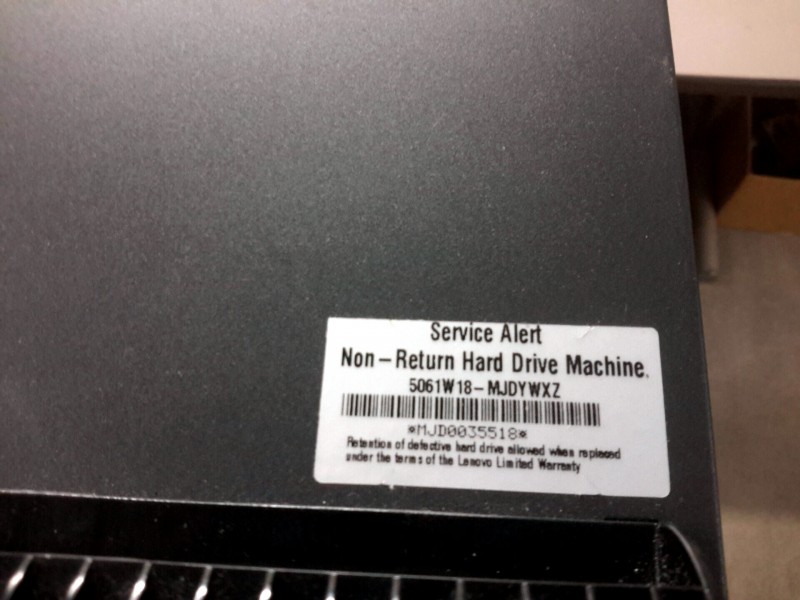 Service Alert
Non-Return Hard Drive Machine.
5061W18-MJDYWXZ
*MJD0035518*
Retention of defective hard drive allowed when replaced
under the terms of the Lenovo Limited Warranty